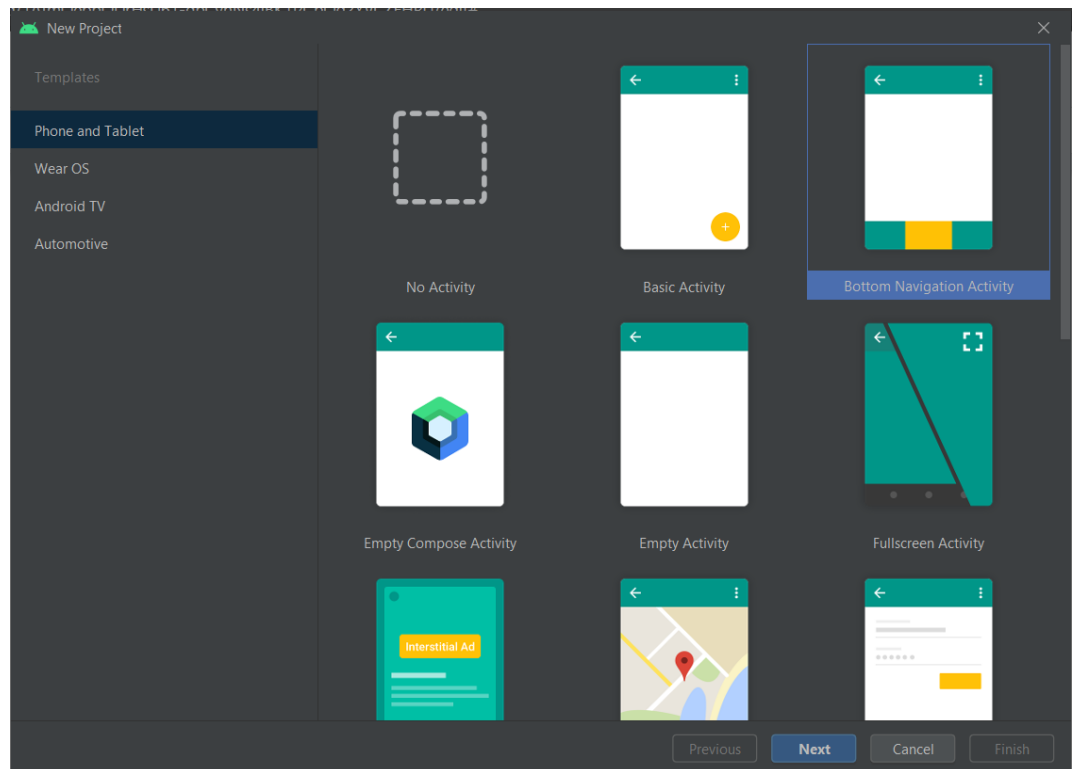 New Project
Templates
Phone and Tablet
Wear OS
Android TV
Automotive
No Activity
Basic Activity
Bottom Navigation Activity
Empty Compose Activity
Empty Activity
Fullscreen Activity
Interstitial Ad
Previous
Next
Cancel
Finish